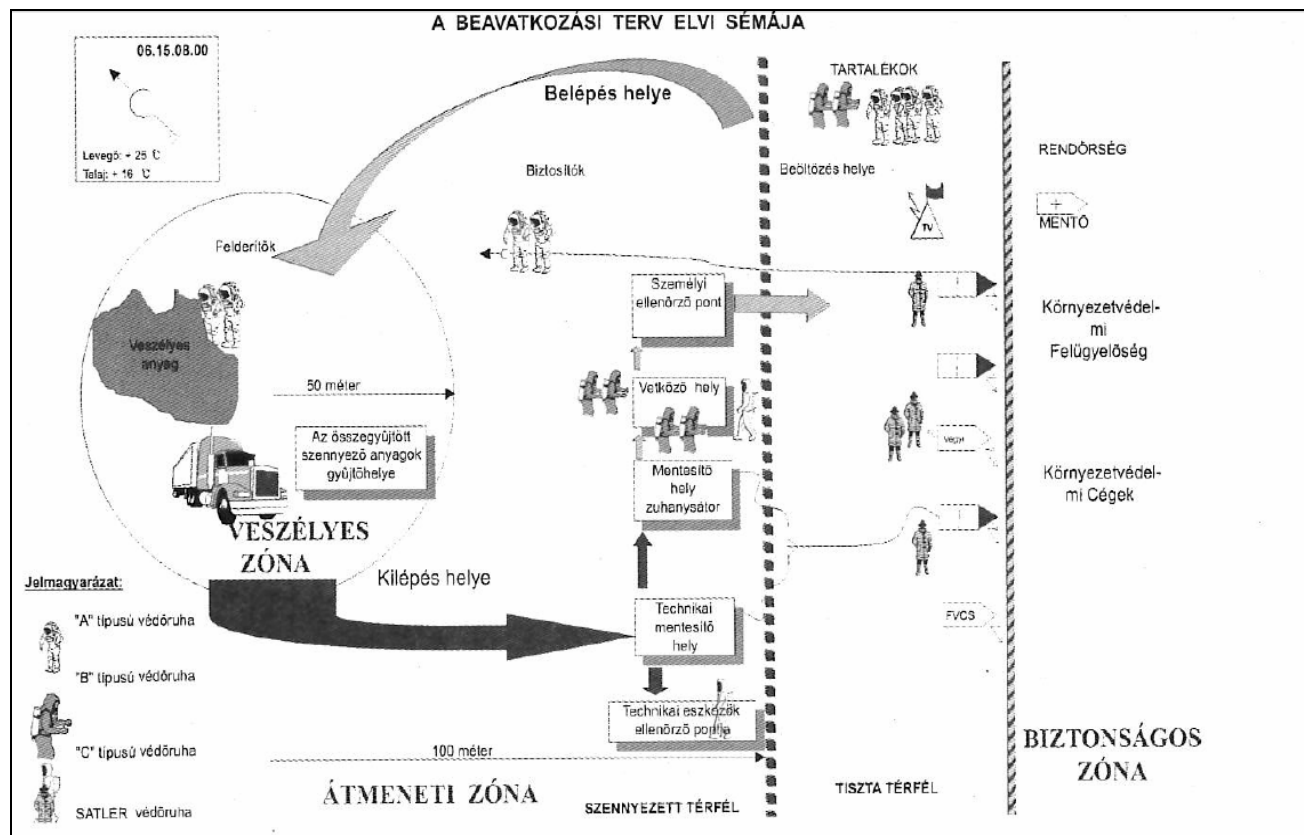 A BEAVATKOZÁSI TERV ELVI SÉMÁJA
06.15.08.00
Levegő: + 25 ℃
Talaj: + 16 ℃
Belépés helye
TARTALÉKOK
RENDŐRSÉG
Biztosítók
Beöltözés helye
TV
MENTŐ
Felderítők
Személyi
ellenőrző pont
Környezetvédel-
mi
Felügyelőség
Veszélyes
anyag
50 méter
Vetköző hely
Vegyi
Az összegyűjtött
szennyező anyagok
gyűjtőhelye
Mentesítő
hely
zuhanysátor
Környezetvédel-
mi Cégek
VESZÉLYES
ZÓNA
Kilépés helye
Jelmagyarázat:
"A" típusú védőruha
"B" típusú védőruha
"C" típusú védőruha
SATLER védőruha
Technikai
mentesítő
hely
FVCS
Technikai eszközök
ellenőrző pontja
100 méter
ÁTMENETI ZÓNA
SZENNYEZETT TÉRFÉL
TISZTA TÉRFÉL
BIZTONSÁGOS
ZÓNA